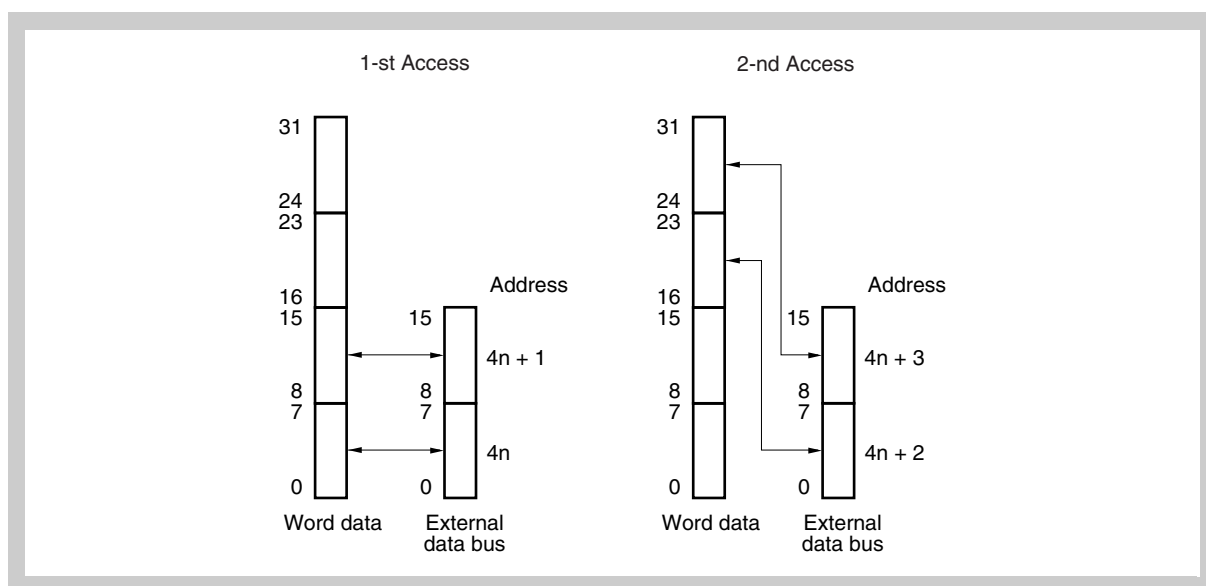 1-st Access
31
24
23
16
15
8
7
0
Word data
Address
15
4n + 1
8
7
4n
0
External
data bus
2-nd Access
31
24
23
16
15
8
7
0
Word data
Address
15
4n + 3
8
7
4n + 2
0
External
data bus